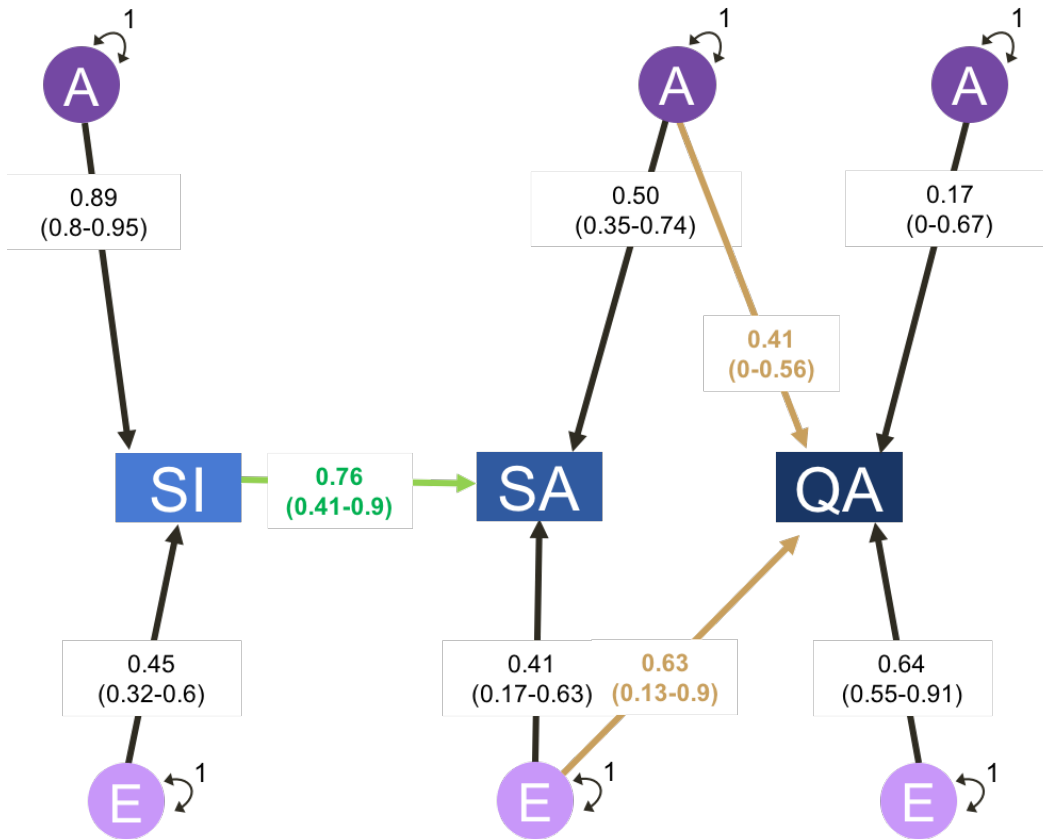 1
A
1
A
1
A
0.89
(0.8-0.95)
0.50
(0.35-0.74)
0.17
(0-0.67)
0.41
(0-0.56)
SI
0.76
(0.41-0.9)
SA
QA
0.45
(0.32-0.6)
0.41
(0.17-0.63)
0.63
(0.13-0.9)
0.64
(0.55-0.91)
E
1
E
1
E
1